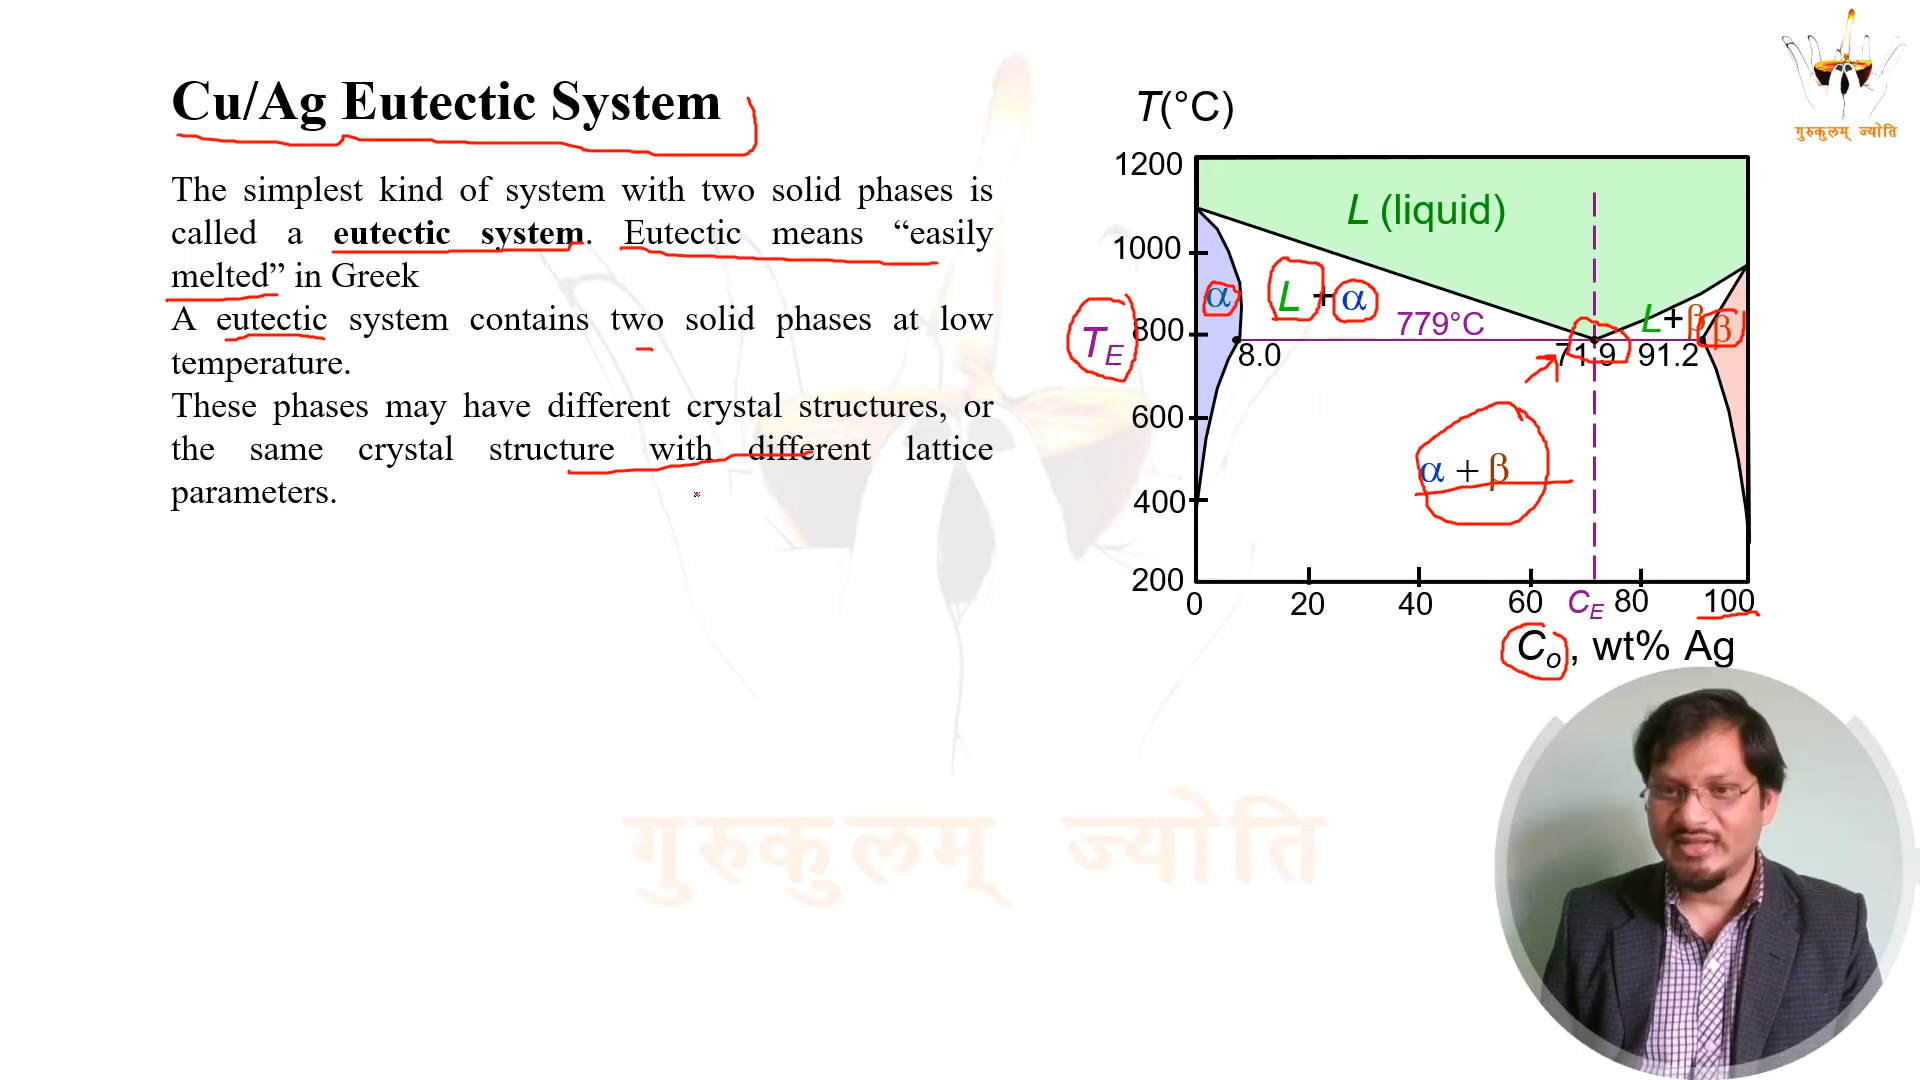 Cu/Ag Eutectic System
The simplest kind of system with two solid phases is
called a eutectic system. Eutectic means “easily
melted” in Greek
A eutectic system contains two solid phases at low
temperature.
These phases may have different crystal structures, or
the same crystal structure with different lattice
parameters.
T(°C)
1200
1000
800
600
400
200
L (liquid)
α
L + α
779°C
L+β
β
TE
8.0
71.9
91.2
α + β
0
20
40
60
CE
80
100
Co, wt% Ag
गुरुकुलम् ज्योति
गुरुकुलम् ज्योति